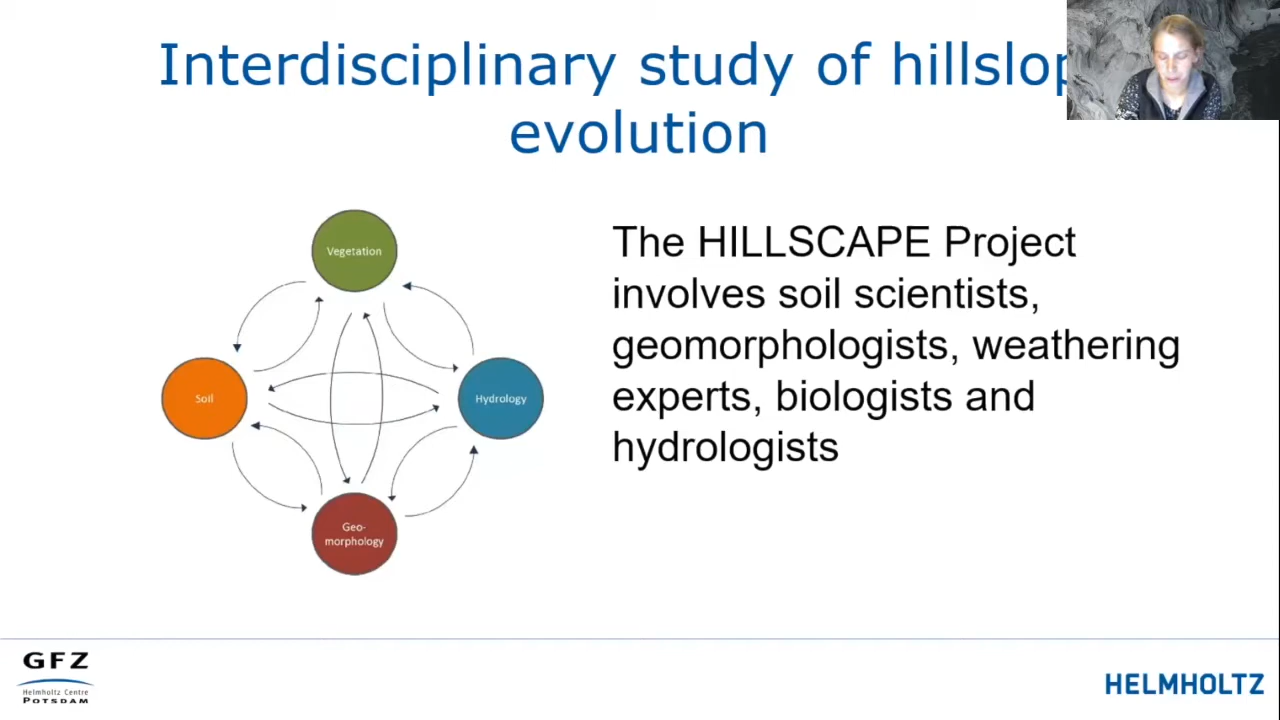 Interdisciplinary study of hillslop
evolution
Vegetation
Soil
Hydrology
Geo-
morphology
The HILLSCAPE Project
involves soil scientists,
geomorphologists, weathering
experts, biologists and
hydrologists
GFZ
Helmholtz Centre
POTSDAM
HELMHOLTZ